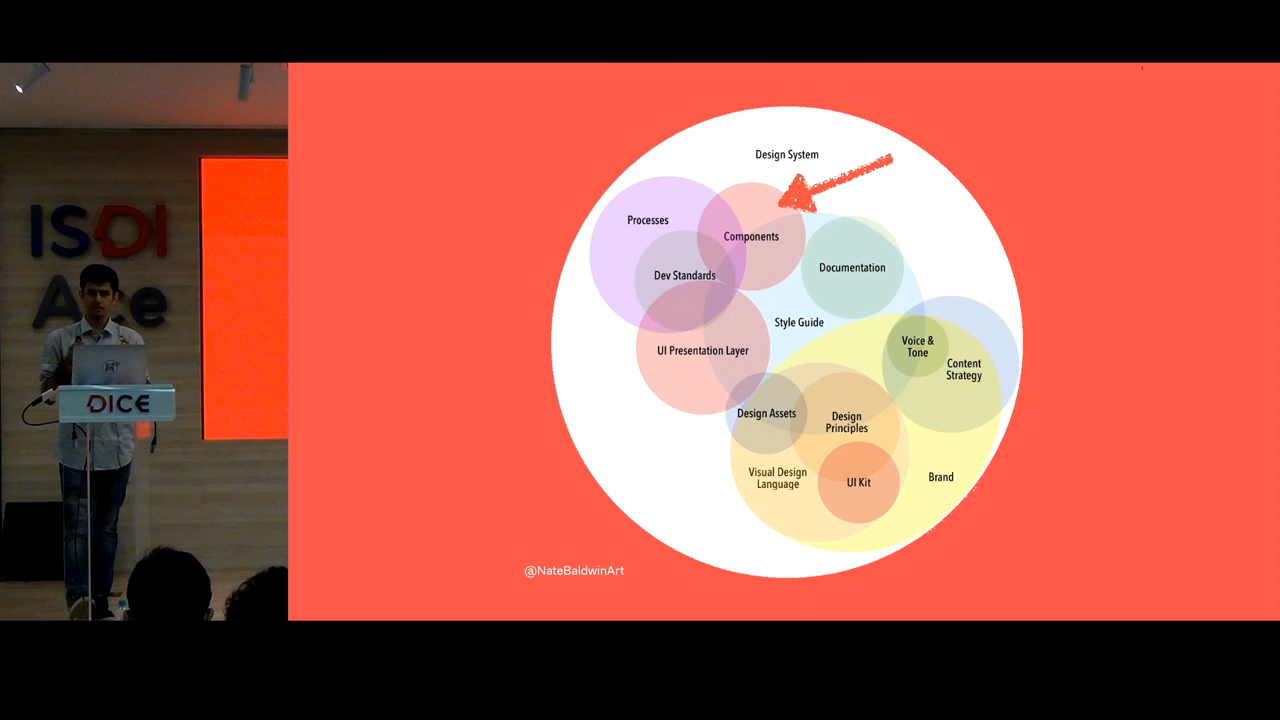 ISDI
ACe
DICE
Design System
Processes
Components
Dev Standards
Documentation
Style Guide
UI Presentation Layer
Voice &
Tone
Content
Strategy
Design Assets
Design
Principles
Visual Design
Language
UI Kit
Brand
@NateBaldwinArt